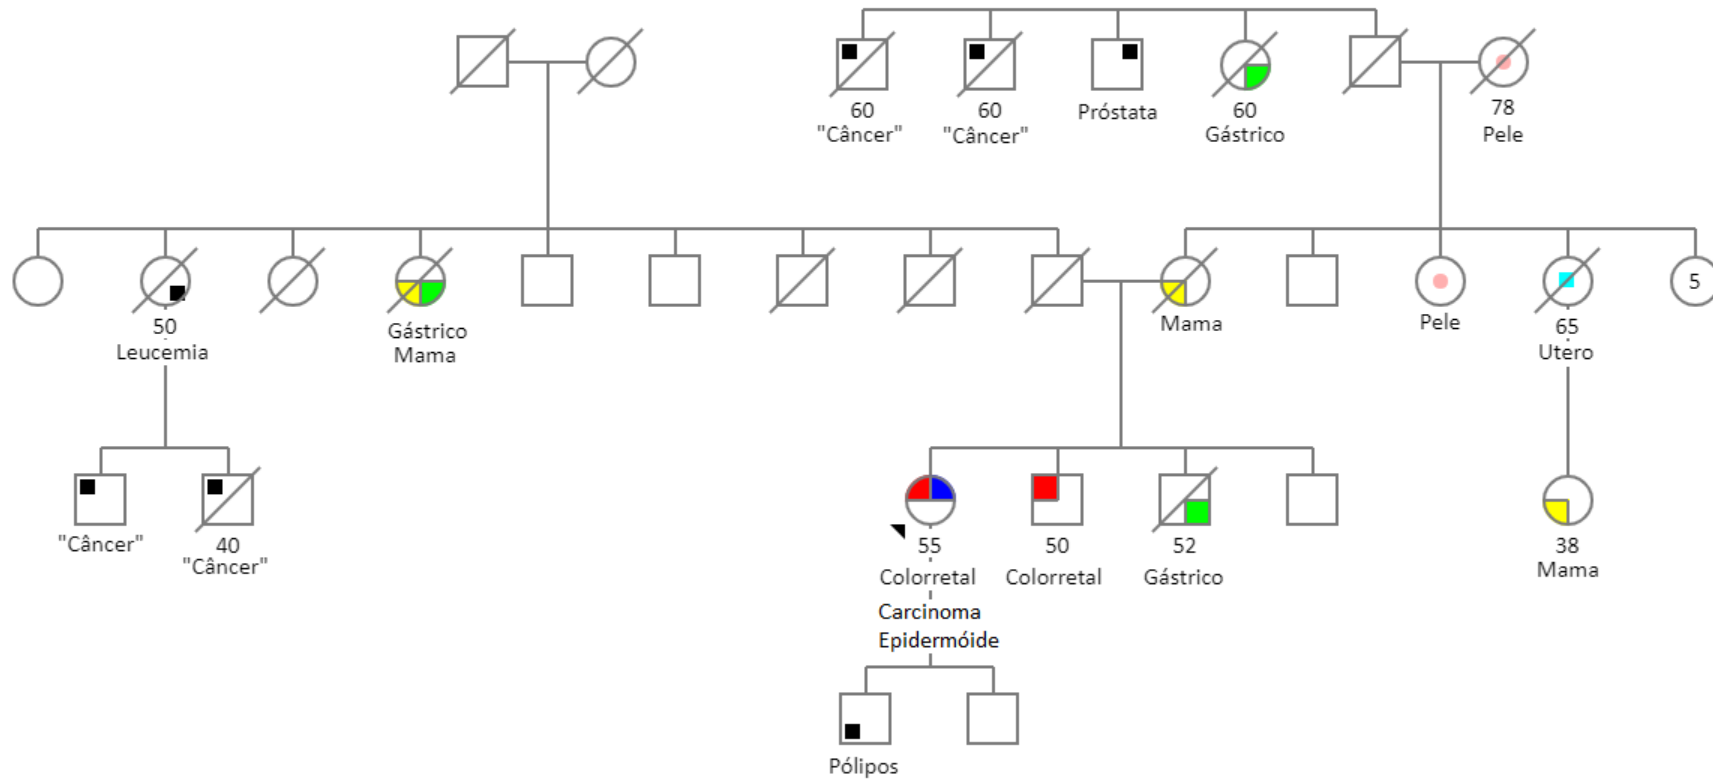 60
"Câncer"
60
"Câncer"
Próstata
60
Gástrico
78
Pele
50
Leucemia
Gástrico
Mama
Mama
Pele
65
Utero
5
"Câncer"
40
"Câncer"
55
Colorretal
Carcinoma
Epidermóide
50
Colorretal
52
Gástrico
38
Mama
Pólipos